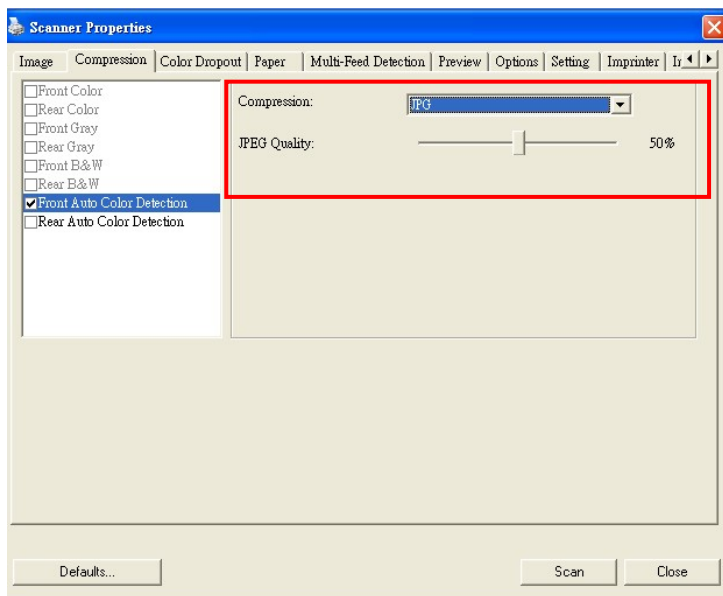 Scanner Properties
Image Compression Color Dropout Paper Multi-Feed Detection Preview Options Setting Imprinter
Front Color
Rear Color
Front Gray
Rear Gray
Front B&W
Rear B&W
Front Auto Color Detection
Rear Auto Color Detection
Compression: JPG
JPEG Quality: 50%
Defaults... Scan Close